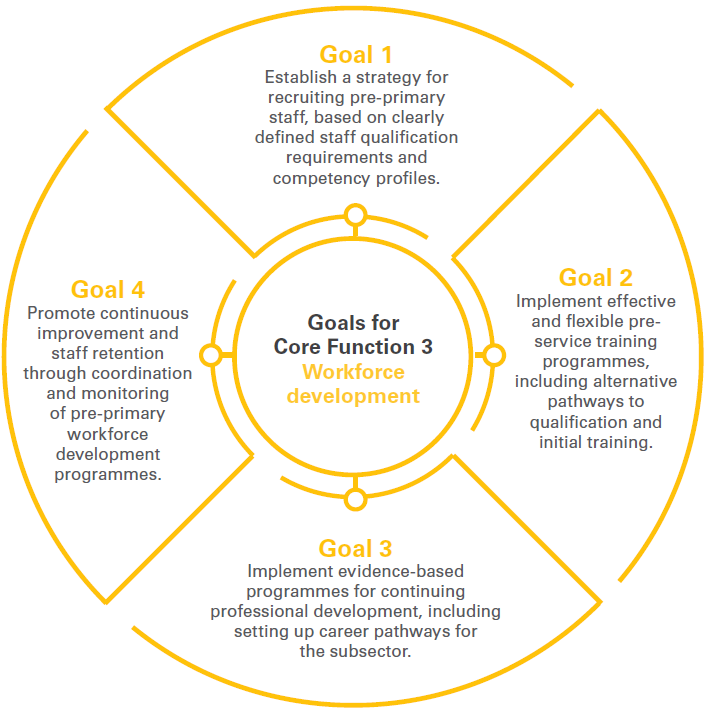 Goal 1
Establish a strategy for
recruiting pre-primary
staff, based on clearly
defined staff qualification
requirements and
competency profiles.
Goal 2
Implement effective
and flexible pre-
service training
programmes,
including alternative
pathways to
qualification and
initial training.
Goals for
Core Function 3
Workforce
development
Goal 4
Promote continuous
improvement and
staff retention
through coordination
and monitoring
of pre-primary
workforce
development
programmes.
Goal 3
Implement evidence-based
programmes for continuing
professional development, including
setting up career pathways for
the subsector.